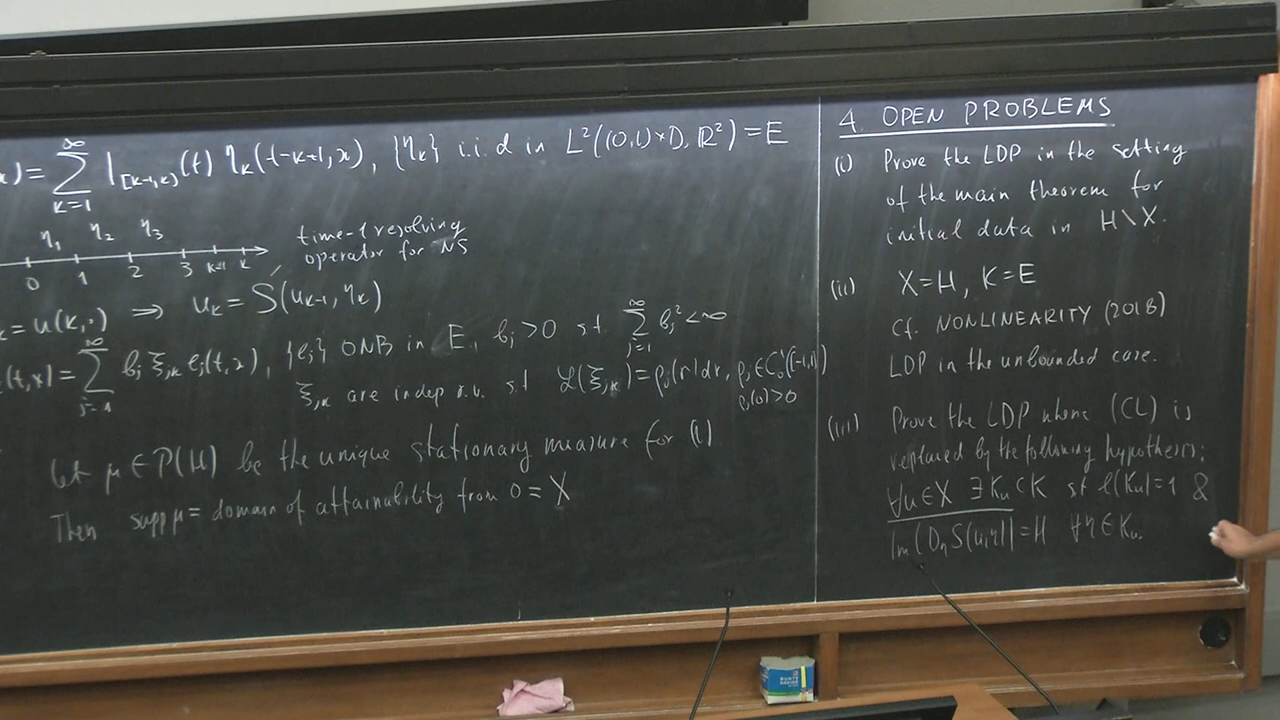 x) = ∑_{k=1}^{∞} I_{[k-1,k)}(t) η_k(t-k+1, x), {η_k} i.i.d in L²((0,1)×D, ℝ²) = E
η₁ η₂ η₃
0 1 2 3 k-1 k
time-1 resolving
operator for NS
= u(k,·) ⇒ u_k = S(u_{k-1}, η_k)
(t,x) = ∑_{j=1}^{∞} b_j ξ_{jk} e_j(t,x), {e_j} ONB in E, b_j > 0 st ∑_{j=1}^{∞} b_j² < ∞
ξ_{jk} are indep r.v. st ℒ(ξ_{jk}) = ρ_j(r)dr, ρ_j ∈ C_0^1([-1,1])
ρ_j(0) > 0
Let μ ∈ P(H) be the unique stationary measure for (1)
Then supp μ = domain of attainability from 0 = X
4. OPEN PROBLEMS
(i) Prove the LDP in the setting
of the main theorem for
initial data in H\X.
(ii) X=H, K=E
Cf. NONLINEARITY (2018)
LDP in the unbounded case.
(iii) Prove the LDP where (CL) is
replaced by the following hypothesis:
∀u∈X ∃K_u⊂K st ℓ(K_u)=1 &
Im(D_η S(u,η))=H ∀η∈K_u.